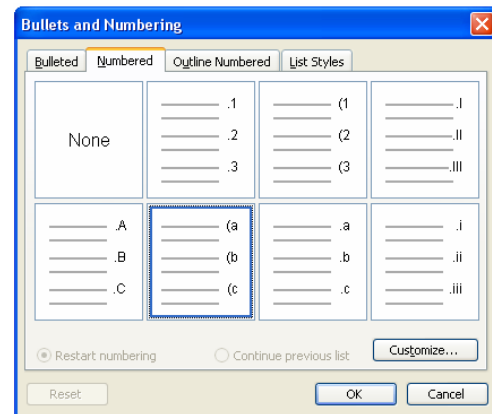 Bullets and Numbering
Bulleted Numbered Outline Numbered List Styles
None
.1
.2
.3
(1
(2
(3
.I
.II
.III
.A
.B
.C
(a
(b
(c
.a
.b
.c
.i
.ii
.iii
Restart numbering Continue previous list Customize...
Reset OK Cancel